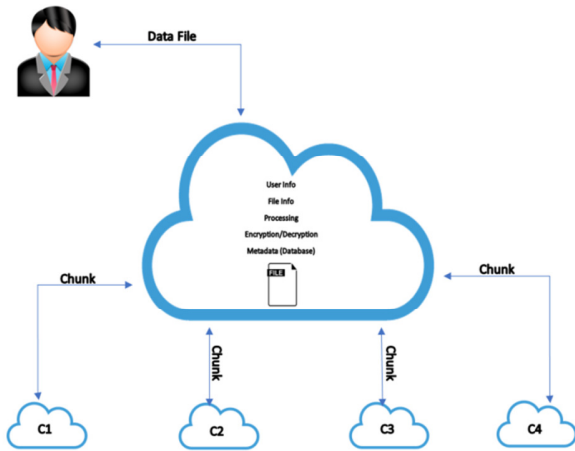 Data File
User Info
File Info
Processing
Encryption/Decryption
Metadata (Database)
FILE
Chunk
Chunk
Chunk
Chunk
C1
C2
C3
C4